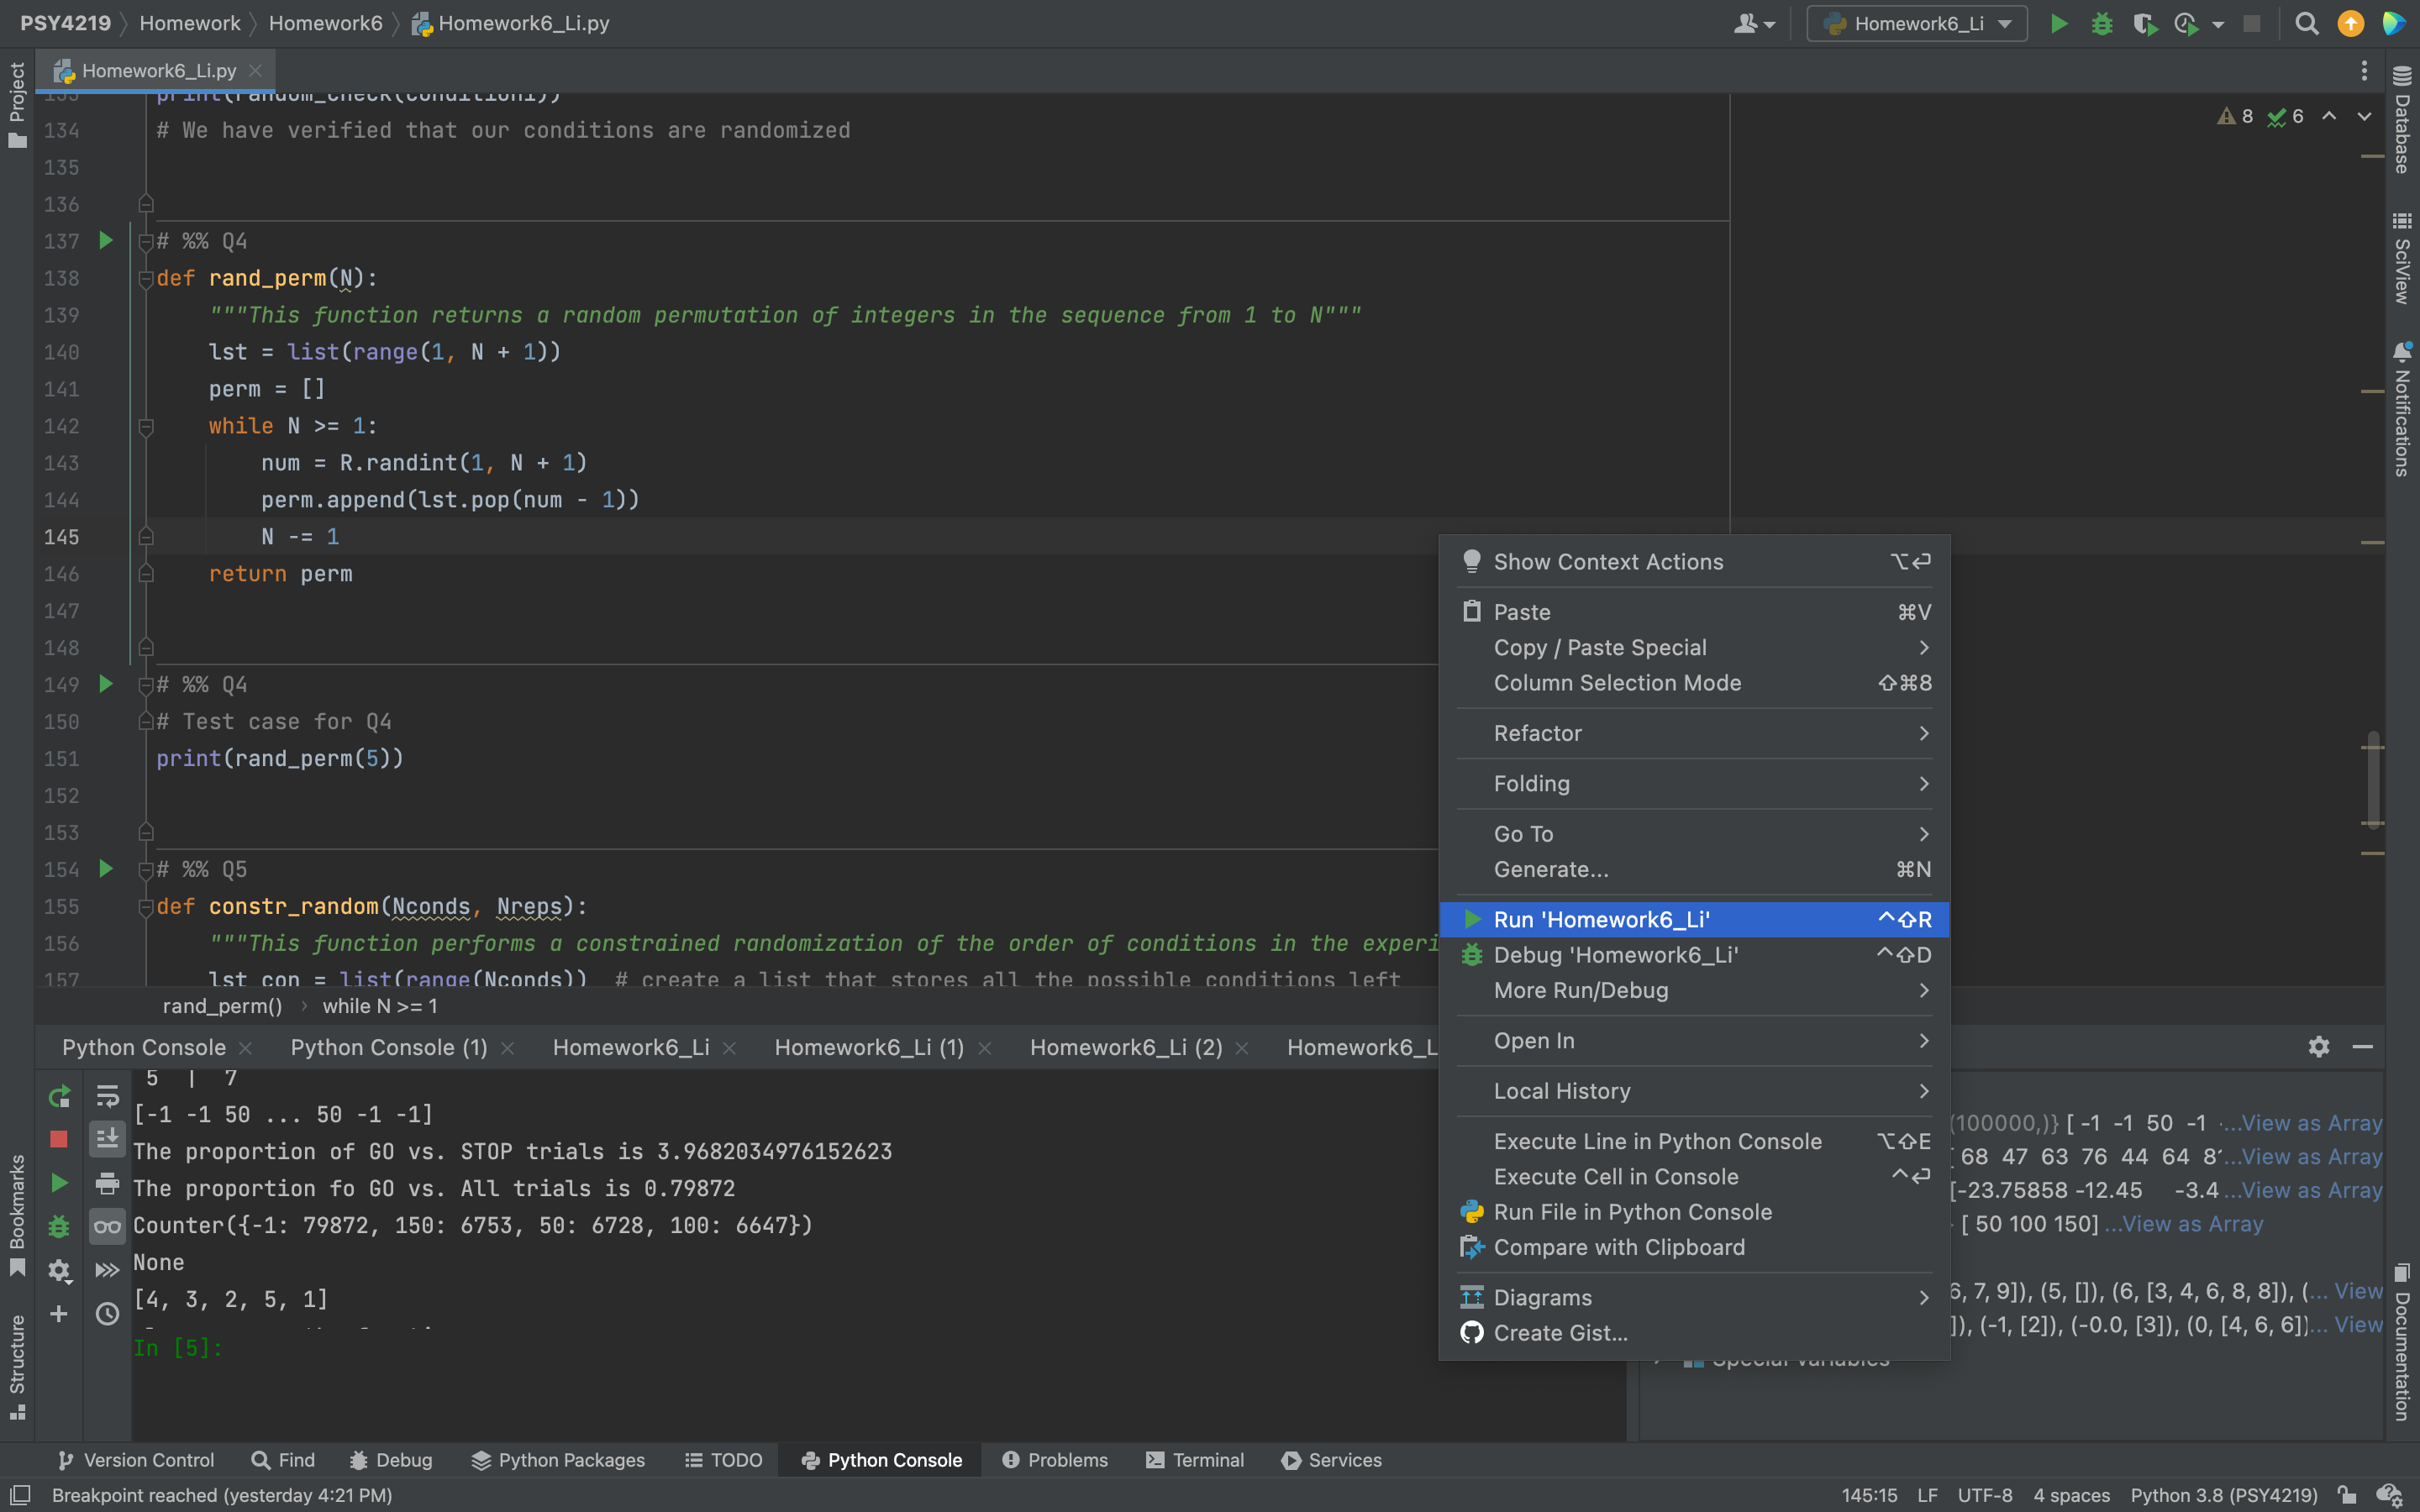 PSY4219 Homework Homework6 Homework6_Li.py
Homework6_Li
Homework6_Li.py
Project
print(random_check(condition1))
134 # We have verified that our conditions are randomized
8 6
135
136
137 # %% Q4
138 def rand_perm(N):
139 """This function returns a random permutation of integers in the sequence from 1 to N"""
140 lst = list(range(1, N + 1))
141 perm = []
142 while N >= 1:
143 num = R.randint(1, N + 1)
144 perm.append(lst.pop(num - 1))
145 N -= 1
146 return perm
147
148
149 # %% Q4
150 # Test case for Q4
151 print(rand_perm(5))
152
153
154 # %% Q5
155 def constr_random(Nconds, Nreps):
156 """This function performs a constrained randomization of the order of conditions in the experi
157 lst_con = list(range(Nconds)) # create a list that stores all the possible conditions left
rand_perm() › while N >= 1
Database
SciView
Notifications
Show Context Actions ⌥⏎
Paste ⌘V
Copy / Paste Special
Column Selection Mode ⇧⌘8
Refactor
Folding
Go To
Generate... ⌘N
Run 'Homework6_Li' ^⇧R
Debug 'Homework6_Li' ^⇧D
More Run/Debug
Open In
Local History
Execute Line in Python Console ⌥⇧E
Execute Cell in Console ^⏎
Run File in Python Console
Compare with Clipboard
Diagrams
Create Gist...
Python Console Python Console (1) Homework6_Li Homework6_Li (1) Homework6_Li (2) Homework6_L
5 | 7
[-1 -1 50 ... 50 -1 -1]
The proportion of GO vs. STOP trials is 3.9682034976152623
The proportion fo GO vs. All trials is 0.79872
Counter({-1: 79872, 150: 6753, 50: 6728, 100: 6647})
None
[4, 3, 2, 5, 1]
In [5]:
(100000,)} [ -1 -1 50 -1 ...View as Array
68 47 63 76 44 64 8 ...View as Array
[-23.75858 -12.45 -3.4 ...View as Array
[ 50 100 150] ...View as Array
6, 7, 9]), (5, []), (6, [3, 4, 6, 8, 8]), (... View
]), (-1, [2]), (-0.0, [3]), (0, [4, 6, 6]... View
Special Variables
Bookmarks
Structure
Documentation
Version Control Find Debug Python Packages TODO Python Console Problems Terminal Services
Breakpoint reached (yesterday 4:21 PM) 145:15 LF UTF-8 4 spaces Python 3.8 (PSY4219)